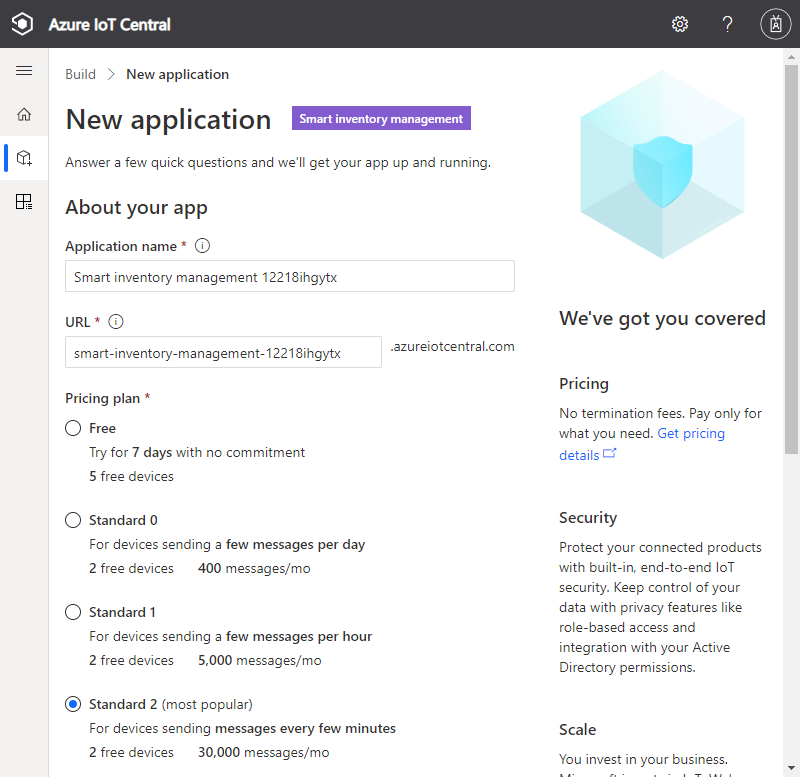 Azure IoT Central
Build > New application
New application
Smart inventory management
Answer a few quick questions and we'll get your app up and running.
About your app
Application name *
Smart inventory management 12218ihgytx
URL *
smart-inventory-management-12218ihgytx
.azureiotcentral.com
Pricing plan *
Free
Try for 7 days with no commitment
5 free devices
Standard 0
For devices sending a few messages per day
2 free devices 400 messages/mo
Standard 1
For devices sending a few messages per hour
2 free devices 5,000 messages/mo
Standard 2 (most popular)
For devices sending messages every few minutes
2 free devices 30,000 messages/mo
We've got you covered
Pricing
No termination fees. Pay only for
what you need. Get pricing
details
Security
Protect your connected products
with built-in, end-to-end IoT
security. Keep control of your
data with privacy features like
role-based access and
integration with your Active
Directory permissions.
Scale
You invest in your business.